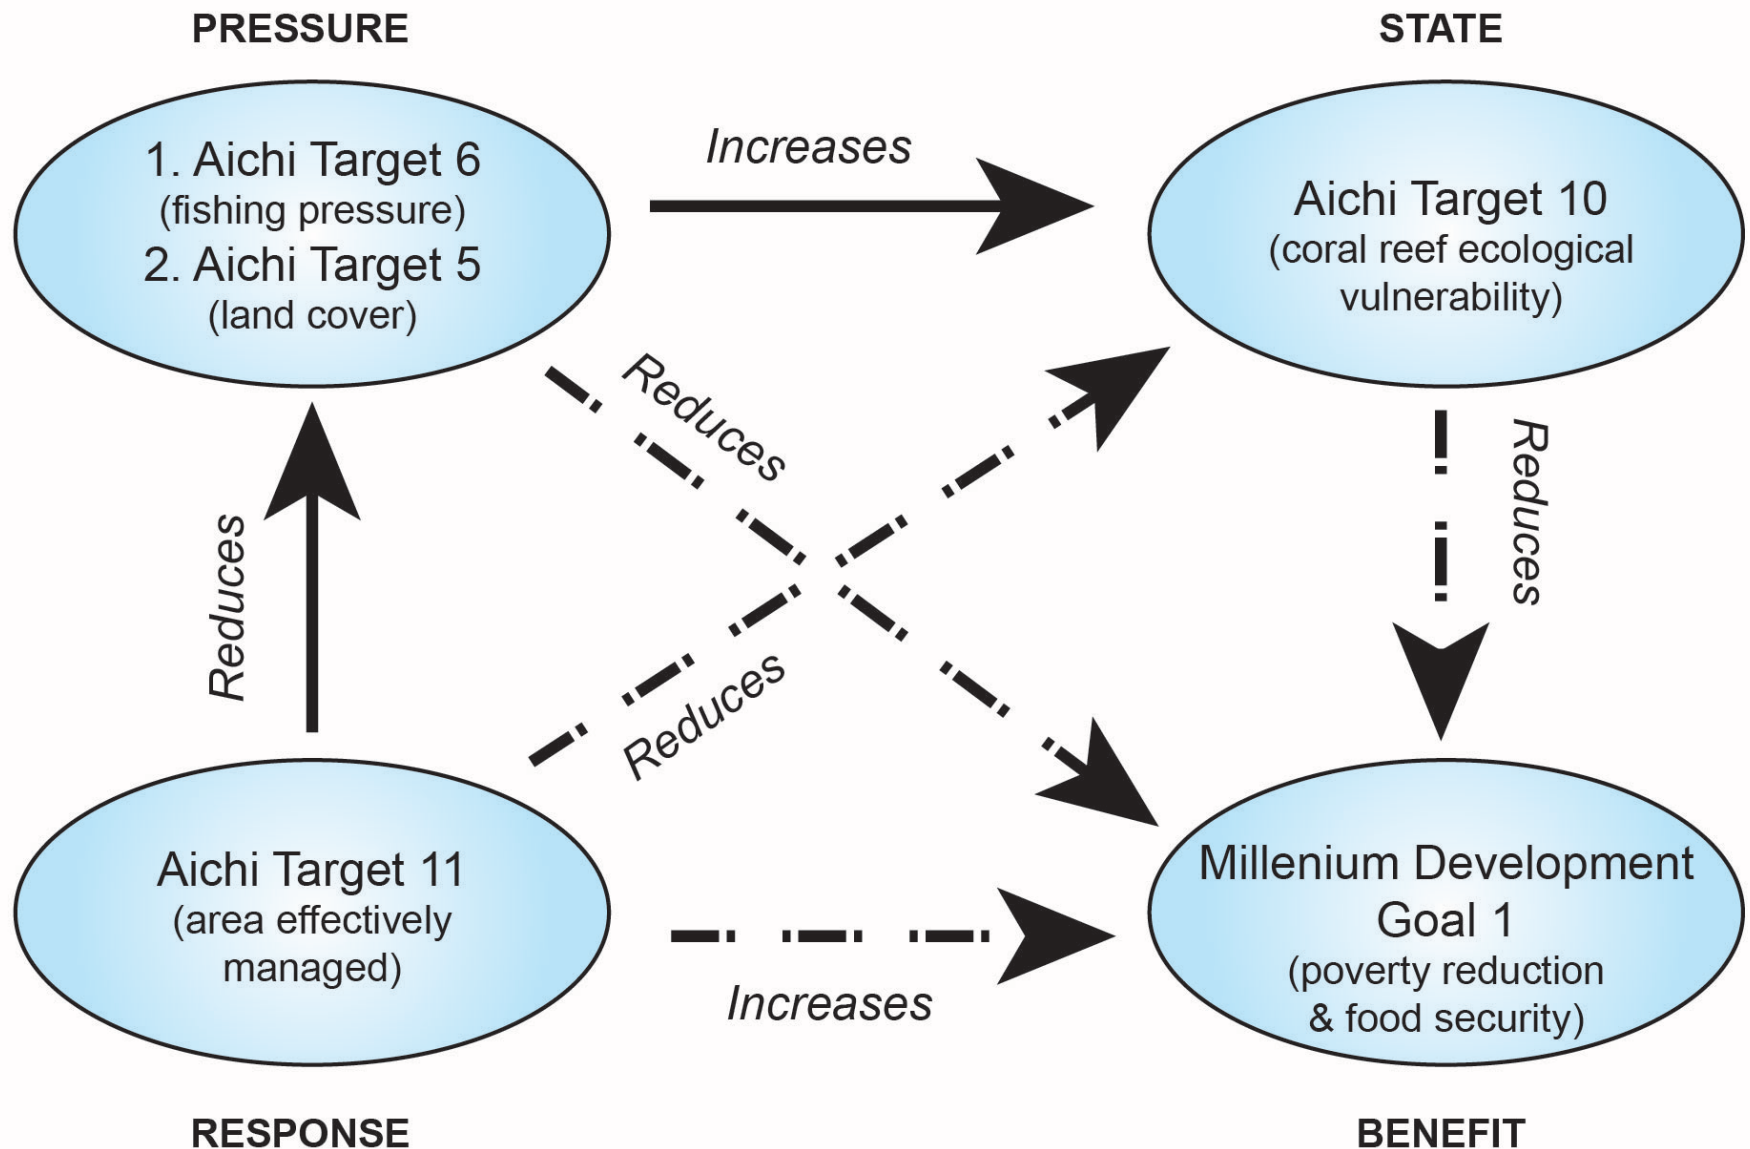 PRESSURE
STATE
1. Aichi Target 6
(fishing pressure)
2. Aichi Target 5
(land cover)
Increases
Aichi Target 10
(coral reef ecological
vulnerability)
Reduces
Reduces
Reduces
Reduces
Aichi Target 11
(area effectively
managed)
Increases
Millenium Development
Goal 1
(poverty reduction
& food security)
RESPONSE
BENEFIT